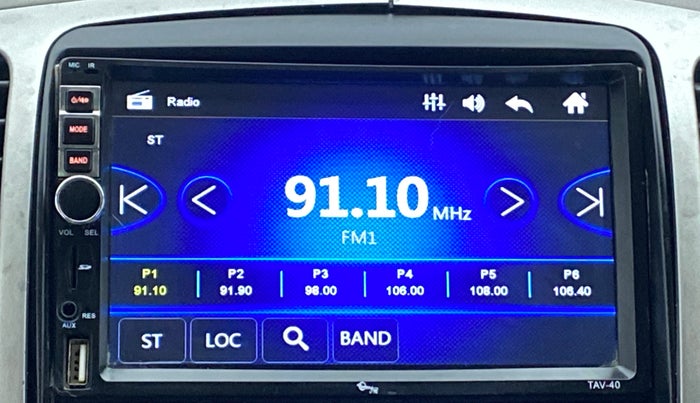 MIC IR
Radio
MODE
ST
BAND
91.10 MHz
FM1
VOL SEL
P1 P2 P3 P4 P5 P6
91.10 91.90 98.00 106.00 108.00 106.40
RES
AUX
ST LOC BAND
TAV-40